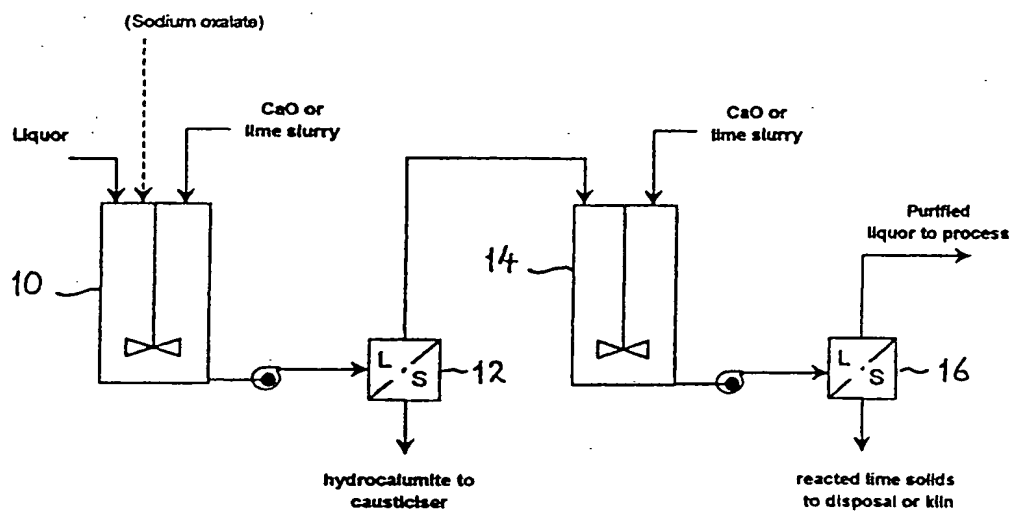 (Sodium oxalate)
CaO or
lime slurry
Liquor
CaO or
lime slurry
Purified
liquor to process
10
14
L
S
12
L
S
16
hydrocalumite to
causticiser
reacted lime solids
to disposal or kiln